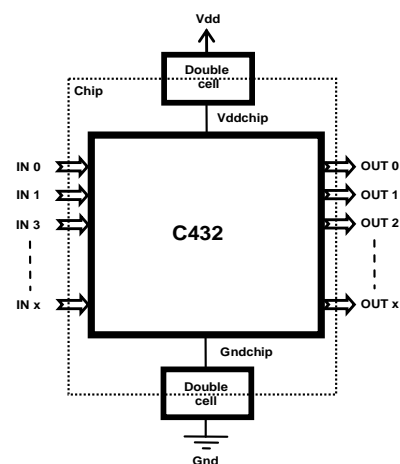 Vdd
Double
cell
Chip
Vddchip
IN 0
OUT 0
IN 1
OUT 1
IN 3
OUT 2
C432
IN x
OUT x
Gndchip
Double
cell
Gnd